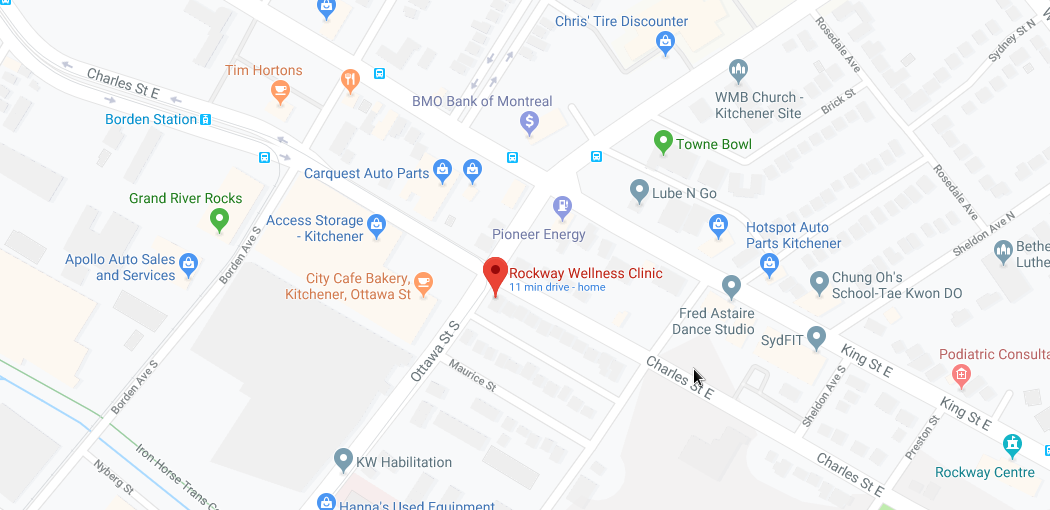 Chris' Tire Discounter
Rosedale Ave
Sydney St N
Tim Hortons
Charles St E
BMO Bank of Montreal
WMB Church -
Kitchener Site
Brick St
Borden Station
Towne Bowl
Carquest Auto Parts
Lube N Go
Rosedale Ave
Grand River Rocks
Access Storage
- Kitchener
Pioneer Energy
Hotspot Auto
Parts Kitchener
Sheldon Ave N
Borden Ave S
Bethe
Luthe
Apollo Auto Sales
and Services
City Cafe Bakery,
Kitchener, Ottawa St
Rockway Wellness Clinic
11 min drive - home
Chung Oh's
School-Tae Kwon DO
Fred Astaire
Dance Studio
SydFIT
Ottawa St S
Maurice St
Charles St E
King St E
Podiatric Consulta
Borden Ave S
Sheldon Ave S
King St E
Preston St
Iron-Horse-Trans-C
Nyberg St
KW Habilitation
Charles St E
Rockway Centre
Hanna's Used Equipment